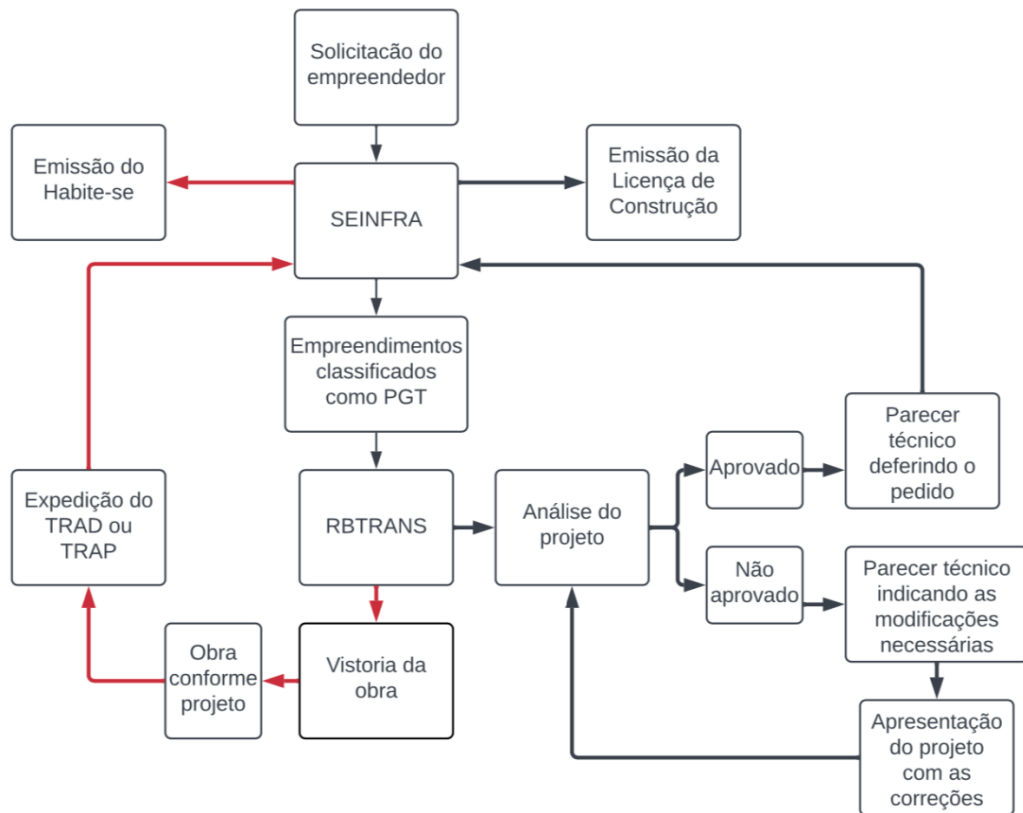 Solicitacão do
empreendedor
Emissão do
Habite-se
SEINFRA
Emissão da
Licença de
Construção
Empreendimentos
classificados
como PGT
Expedição do
TRAD ou
TRAP
RBTRANS
Análise do
projeto
Aprovado
Parecer
técnico
deferindo o
pedido
Não
aprovado
Parecer técnico
indicando as
modificações
necessárias
Obra
conforme
projeto
Vistoria da
obra
Apresentação
do projeto
com as
correções